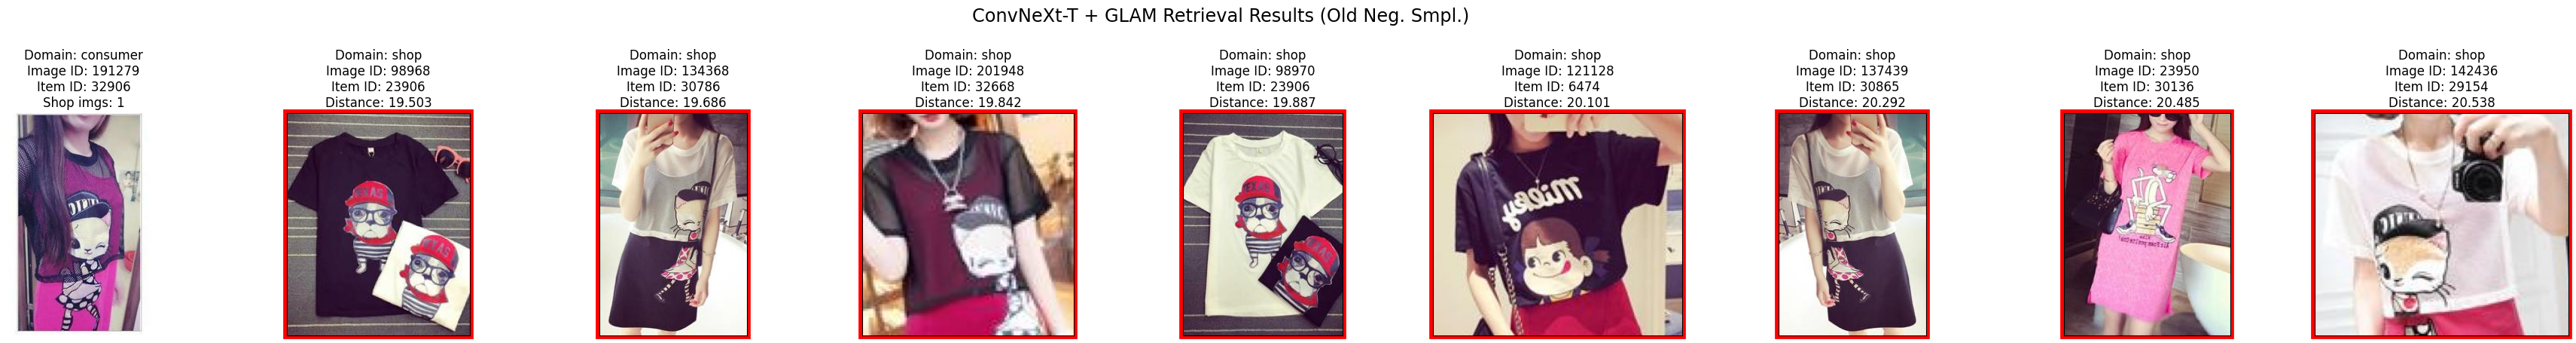 ConvNeXt-T + GLAM Retrieval Results (Old Neg. Smpl.)
Domain: consumer
Image ID: 191279
Item ID: 32906
Shop imgs: 1
Domain: shop
Image ID: 98968
Item ID: 23906
Distance: 19.503
Domain: shop
Image ID: 134368
Item ID: 30786
Distance: 19.686
Domain: shop
Image ID: 201948
Item ID: 32668
Distance: 19.842
Domain: shop
Image ID: 98970
Item ID: 23906
Distance: 19.887
Domain: shop
Image ID: 121128
Item ID: 6474
Distance: 20.101
Domain: shop
Image ID: 137439
Item ID: 30865
Distance: 20.292
Domain: shop
Image ID: 23950
Item ID: 30136
Distance: 20.485
Domain: shop
Image ID: 142436
Item ID: 29154
Distance: 20.538
TEXAS
TEXAS
TEXAS
Milky